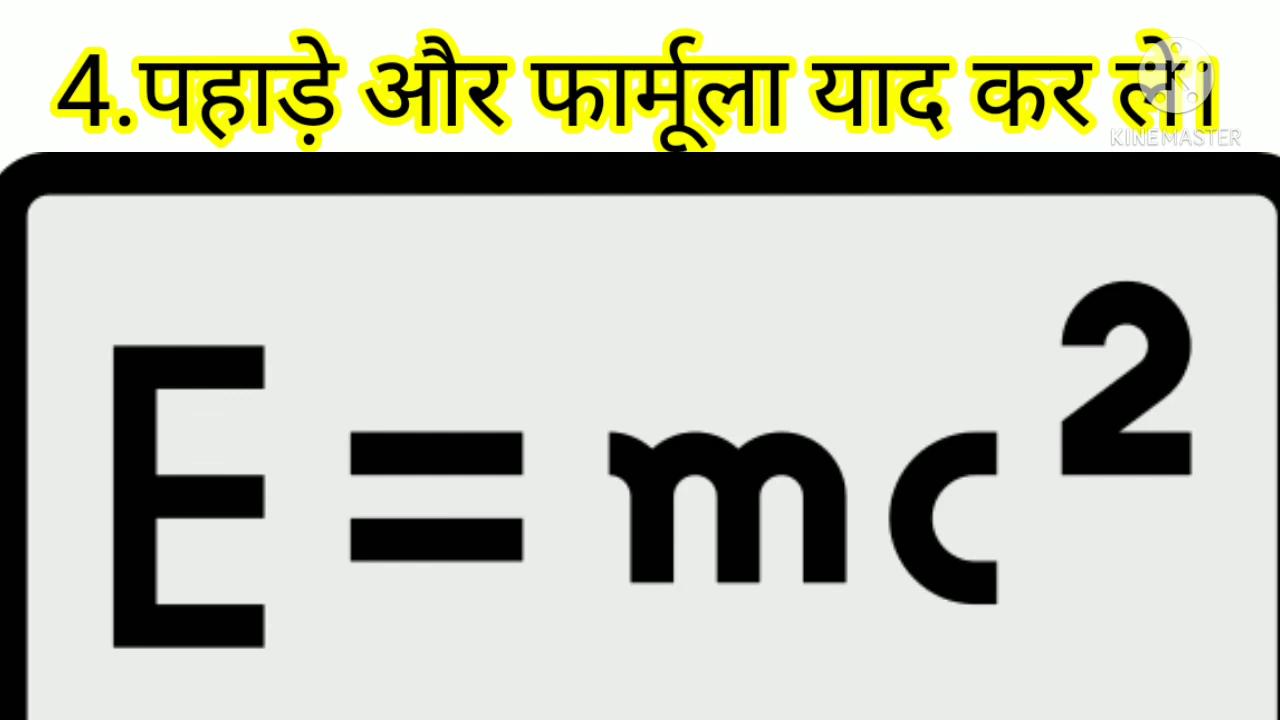 4.पहाड़े और फार्मूला याद कर ले।
KINEMASTER
E = mc²